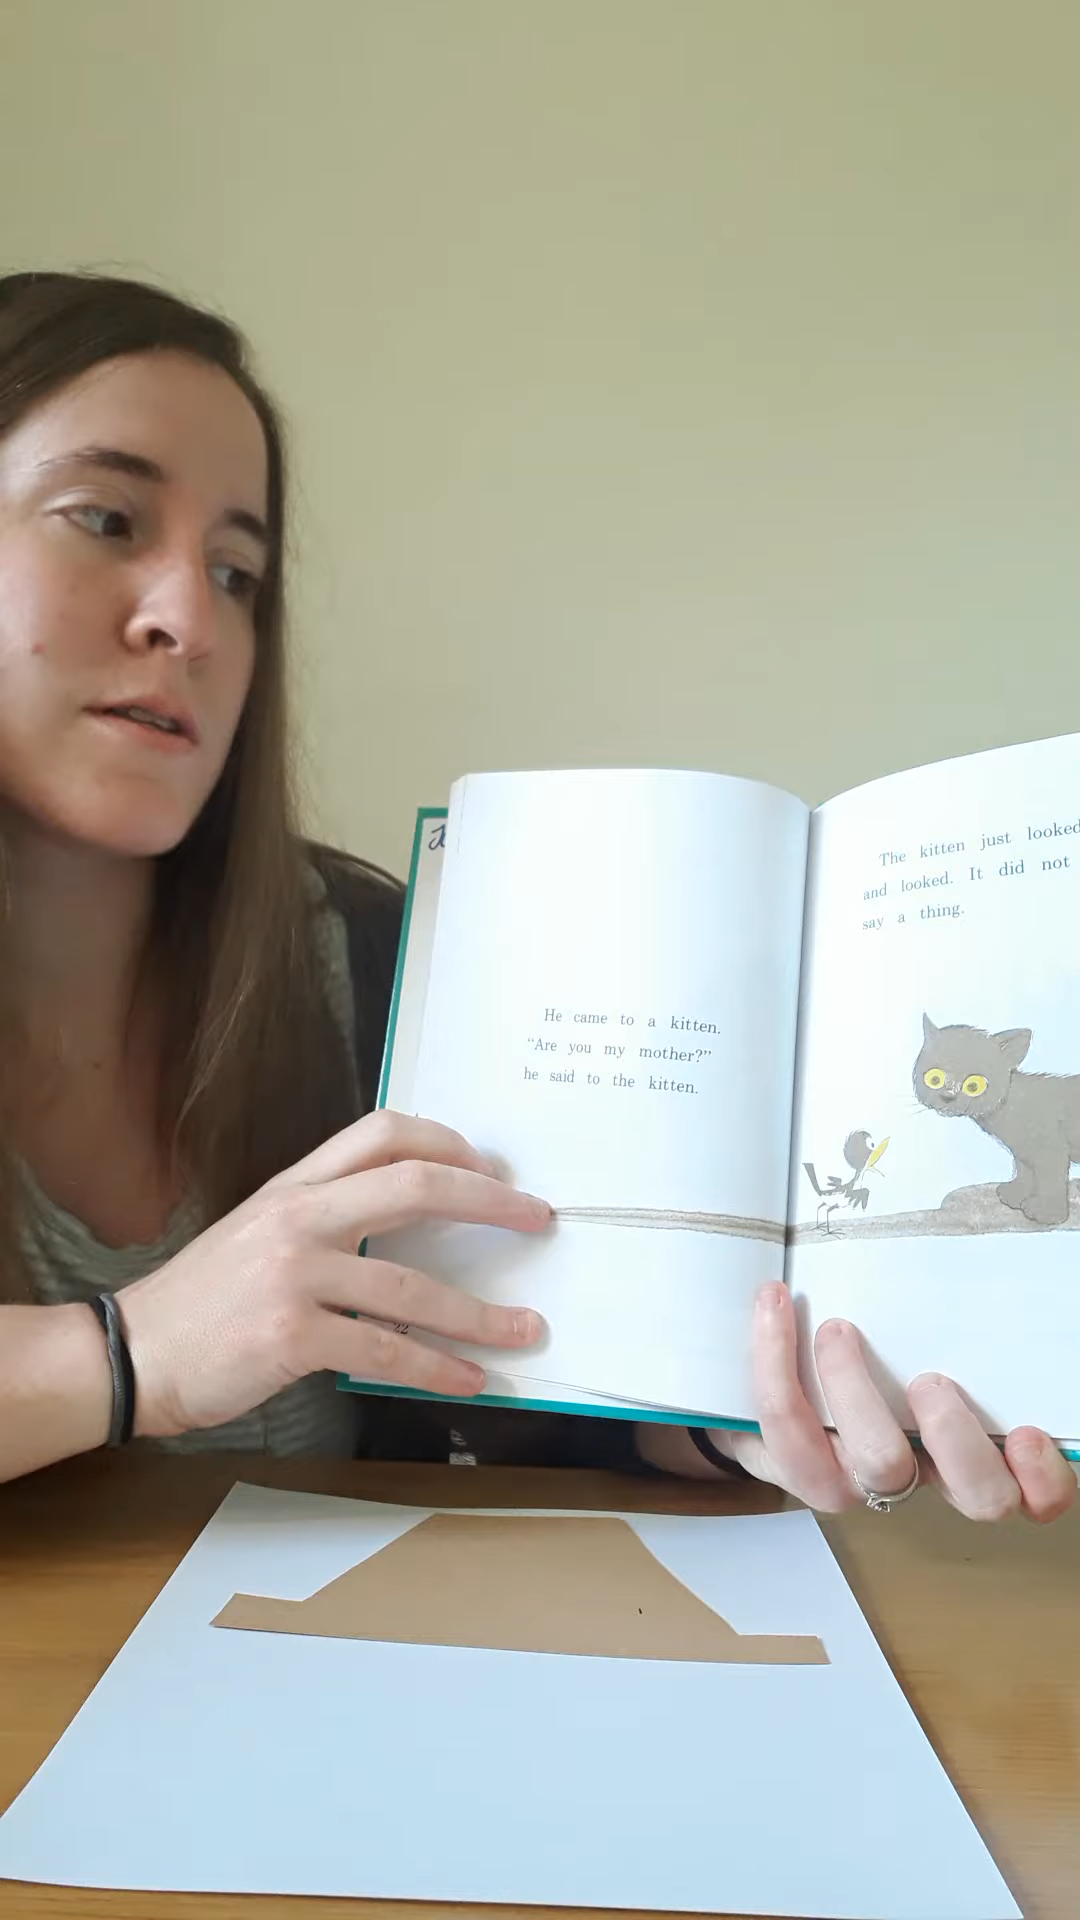 He came to a kitten.
“Are you my mother?”
he said to the kitten.
22
The kitten just looked
and looked. It did not
say a thing.